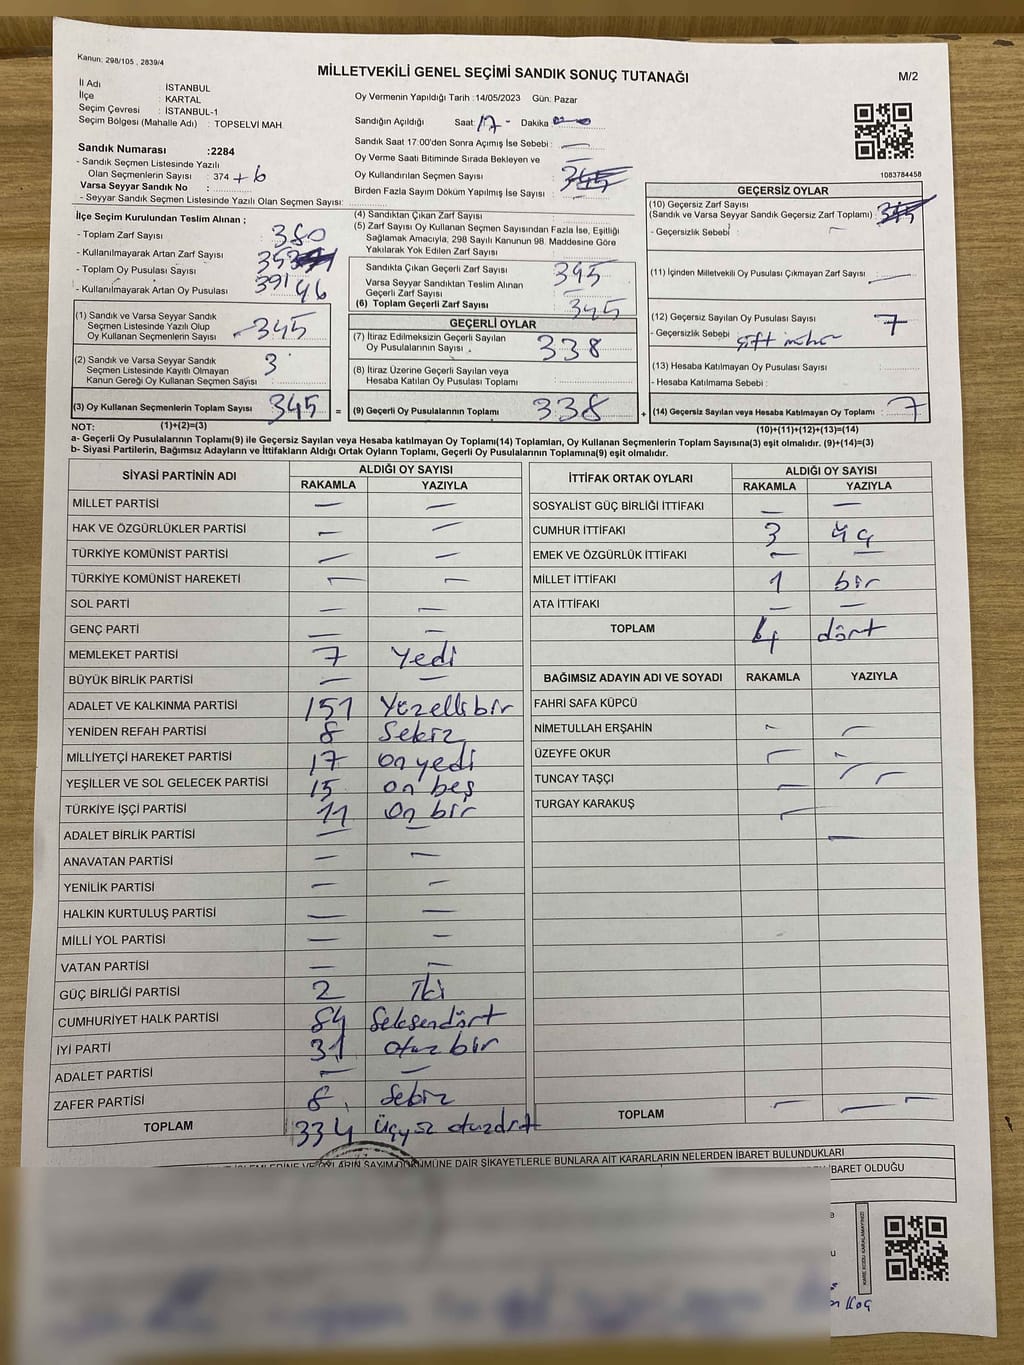 Kanun: 298/105 , 2839/4
MİLLETVEKİLİ GENEL SEÇİMİ SANDIK SONUÇ TUTANAĞI
M/2
İl Adı : İSTANBUL
İlçe : KARTAL
Seçim Çevresi : İSTANBUL-1
Seçim Bölgesi (Mahalle Adı) : TOPSELVİ MAH.
Oy Vermenin Yapıldığı Tarih :14/05/2023 Gün: Pazar
Sandığın Açıldığı Saat: 17 - Dakika
Sandık Saat 17:00'den Sonra Açımış İse Sebebi : —
Oy Verme Saati Bitiminde Sırada Bekleyen ve
Oy Kullandırılan Seçmen Sayısı
Birden Fazla Sayım Döküm Yapılmış İse Sayısı
1083784458
Sandık Numarası :2284
- Sandık Seçmen Listesinde Yazılı
Olan Seçmenlerin Sayısı : 374 + 6
Varsa Seyyar Sandık No :
- Seyyar Sandık Seçmen Listesinde Yazılı Olan Seçmen Sayısı:
İlçe Seçim Kurulundan Teslim Alınan ;
- Toplam Zarf Sayısı : 380
- Kullanılmayarak Artan Zarf Sayısı :
- Toplam Oy Pusulası Sayısı : 391
- Kullanılmayarak Artan Oy Pusulası : 46
(1) Sandık ve Varsa Seyyar Sandık
Seçmen Listesinde Yazılı Olup
Oy Kullanan Seçmenlerin Sayısı 345
(2) Sandık ve Varsa Seyyar Sandık
Seçmen Listesinde Kayıtlı Olmayan
Kanun Gereği Oy Kullanan Seçmen Sayısı 3
(3) Oy Kullanan Seçmenlerin Toplam Sayısı 345 =
(4) Sandıktan Çıkan Zarf Sayısı
(5) Zarf Sayısı Oy Kullanan Seçmen Sayısından Fazla İse, Eşitliği
Sağlamak Amacıyla, 298 Sayılı Kanunun 98. Maddesine Göre
Yakılarak Yok Edilen Zarf Sayısı
Sandıkta Çıkan Geçerli Zarf Sayısı 345
Varsa Seyyar Sandıktan Teslim Alınan
Geçerli Zarf Sayısı —
(6) Toplam Geçerli Zarf Sayısı 345
GEÇERLİ OYLAR
(7) İtiraz Edilmeksizin Geçerli Sayılan
Oy Pusulalarının Sayısı 338
(8) İtiraz Üzerine Geçerli Sayılan veya
Hesaba Katılan Oy Pusulası Toplamı
(9) Geçerli Oy Pusulalarının Toplamı 338 +
GEÇERSİZ OYLAR
(10) Geçersiz Zarf Sayısı
(Sandık ve Varsa Seyyar Sandık Geçersiz Zarf Toplamı) : 345
- Geçersizlik Sebebi :
(11) İçinden Milletvekili Oy Pusulası Çıkmayan Zarf Sayısı : —
(12) Geçersiz Sayılan Oy Pusulası Sayısı 7
- Geçersizlik Sebebi : çift mühür
(13) Hesaba Katılmayan Oy Pusulası Sayısı
- Hesaba Katılmama Sebebi :
(14) Geçersiz Sayılan veya Hesaba Katılmayan Oy Toplamı : 7
NOT: (1)+(2)=(3) (10)+(11)+(12)+(13)=(14)
a- Geçerli Oy Pusulalarının Toplamı(9) ile Geçersiz Sayılan veya Hesaba katılmayan Oy Toplamı(14) Toplamları, Oy Kullanan Seçmenlerin Toplam Sayısına(3) eşit olmalıdır. (9)+(14)=(3)
b- Siyasi Partilerin, Bağımsız Adayların ve İttifakların Aldığı Ortak Oyların Toplamı, Geçerli Oy Pusulalarının Toplamına(9) eşit olmalıdır.
SİYASİ PARTİNİN ADI ALDIĞI OY SAYISI
RAKAMLA YAZIYLA
MİLLET PARTİSİ — —
HAK VE ÖZGÜRLÜKLER PARTİSİ — —
TÜRKİYE KOMÜNİST PARTİSİ — —
TÜRKİYE KOMÜNİST HAREKETİ — —
SOL PARTİ — —
GENÇ PARTİ — —
MEMLEKET PARTİSİ 7 Yedi
BÜYÜK BİRLİK PARTİSİ — —
ADALET VE KALKINMA PARTİSİ 151 Yüzellibir
YENİDEN REFAH PARTİSİ 8 Sekiz
MİLLİYETÇİ HAREKET PARTİSİ 17 on yedi
YEŞİLLER VE SOL GELECEK PARTİSİ 15 on beş
TÜRKİYE İŞÇİ PARTİSİ 11 On bir
ADALET BİRLİK PARTİSİ — —
ANAVATAN PARTİSİ — —
YENİLİK PARTİSİ — —
HALKIN KURTULUŞ PARTİSİ — —
MİLLİ YOL PARTİSİ — —
VATAN PARTİSİ — —
GÜÇ BİRLİĞİ PARTİSİ 2 İki
CUMHURİYET HALK PARTİSİ 84 Seksendört
İYİ PARTİ 31 otuz bir
ADALET PARTİSİ — —
ZAFER PARTİSİ 8 Sekiz
TOPLAM 334 Üçyüz otuzdrt
İTTİFAK ORTAK OYLARI ALDIĞI OY SAYISI
RAKAMLA YAZIYLA
SOSYALİST GÜÇ BİRLİĞİ İTTİFAKI — —
CUMHUR İTTİFAKI 3 üç
EMEK VE ÖZGÜRLÜK İTTİFAKI — —
MİLLET İTTİFAKI 1 bir
ATA İTTİFAKI — —
TOPLAM 4 dört
BAĞIMSIZ ADAYIN ADI VE SOYADI RAKAMLA YAZIYLA
FAHRİ SAFA KÜPCÜ
NİMETULLAH ERŞAHİN — —
ÜZEYFE OKUR — —
TUNCAY TAŞÇI — —
TURGAY KARAKUŞ — —
TOPLAM — —
OYLARIN SAYIM DÖKÜMÜNE DAİR ŞİKAYETLERLE BUNLARA AİT KARARLARIN NELERDEN İBARET BULUNDUKLARI
İBARET OLDUĞU
KARE KODU KARALAMAYINIZ!